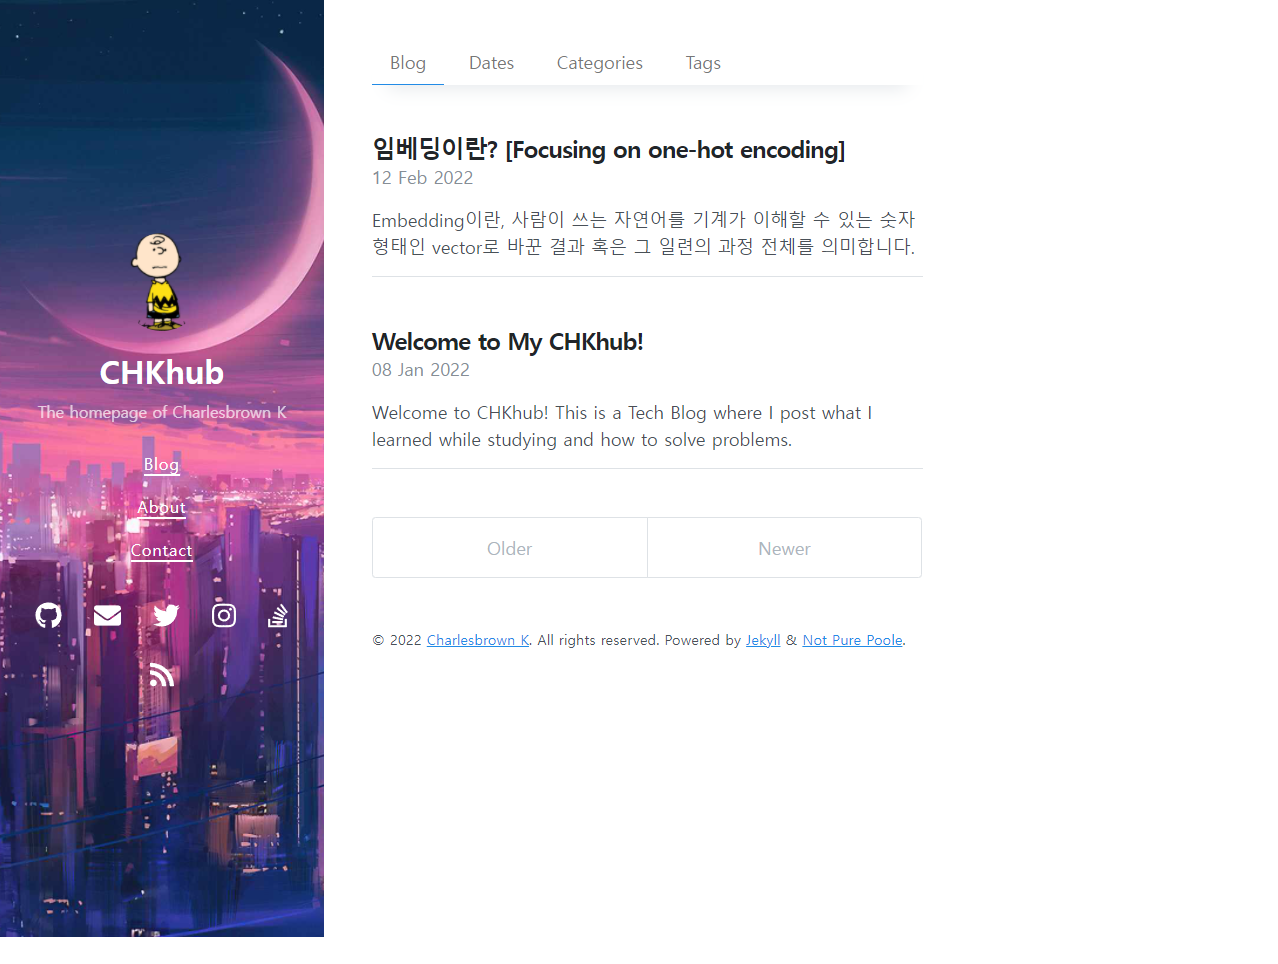 CHKhub
The homepage of Charlesbrown K
Blog
About
Contact
Blog Dates Categories Tags
임베딩이란? [Focusing on one-hot encoding]
12 Feb 2022
Embedding이란, 사람이 쓰는 자연어를 기계가 이해할 수 있는 숫자
형태인 vector로 바꾼 결과 혹은 그 일련의 과정 전체를 의미합니다.
Welcome to My CHKhub!
08 Jan 2022
Welcome to CHKhub! This is a Tech Blog where I post what I
learned while studying and how to solve problems.
Older Newer
© 2022 Charlesbrown K. All rights reserved. Powered by Jekyll & Not Pure Poole.